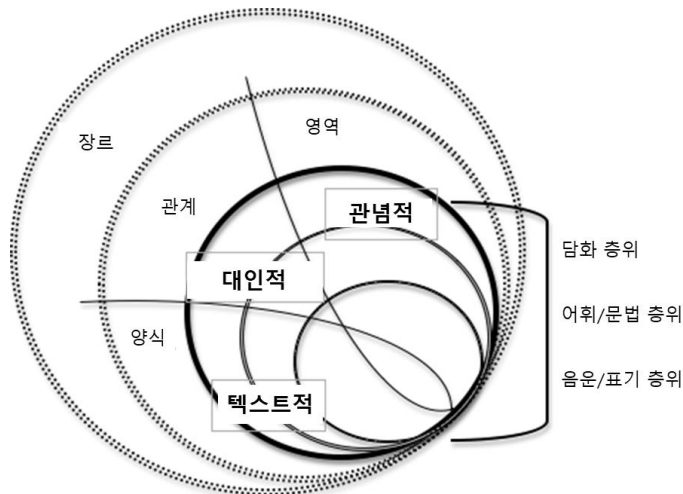 장르
영역
관계
관념적
대인적
양식
텍스트적
담화 층위
어휘/문법 층위
음운/표기 층위